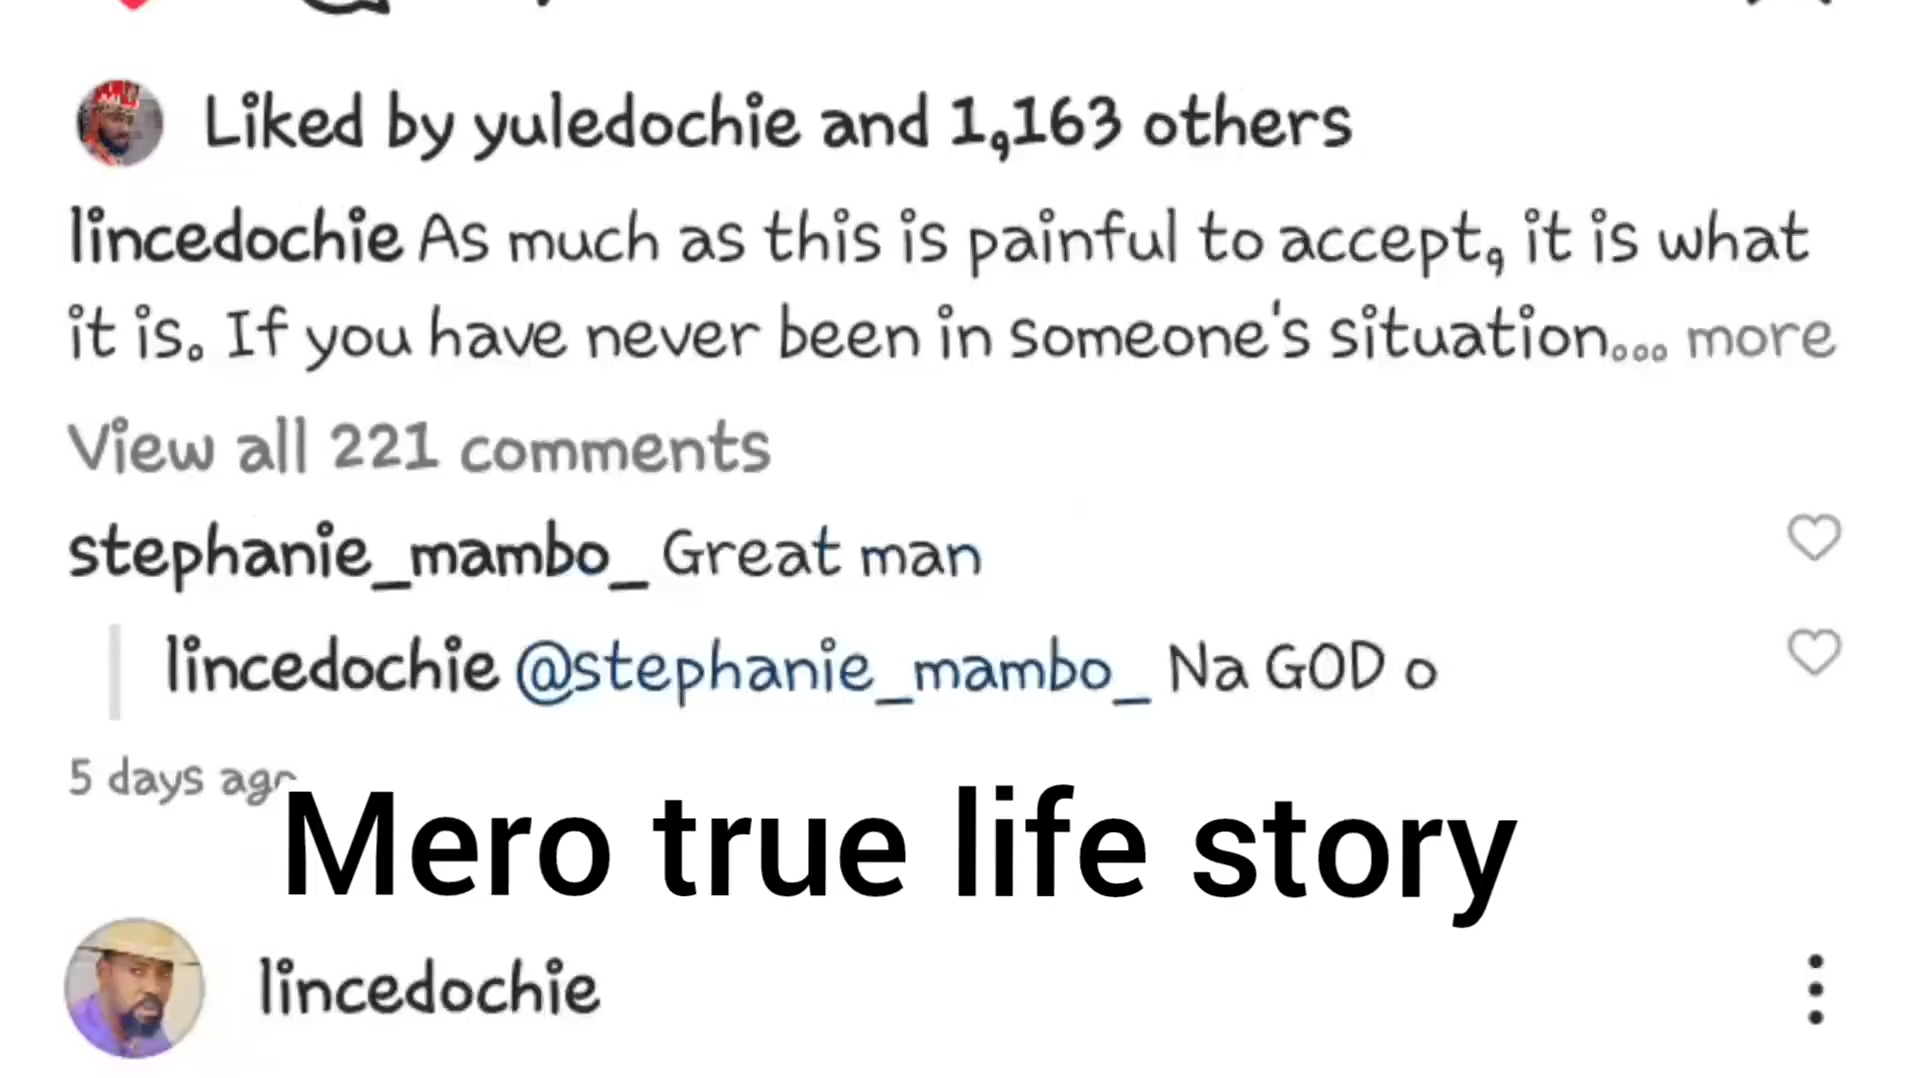 Liked by yuledochie and 1,163 others
lincedochie As much as this is painful to accept, it is what
it is. If you have never been in someone's situation... more
View all 221 comments
stephanie_mambo_ Great man
lincedochie @stephanie_mambo_ Na GOD o
5 days ago
Mero true life story
lincedochie